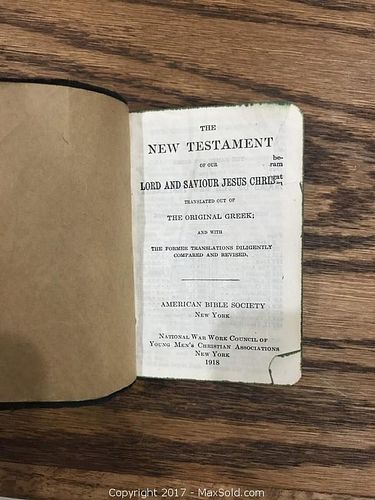 THE
NEW TESTAMENT
OF OUR
LORD AND SAVIOUR JESUS CHRIST
TRANSLATED OUT OF
THE ORIGINAL GREEK;
AND WITH
THE FORMER TRANSLATIONS DILIGENTLY
COMPARED AND REVISED.
AMERICAN BIBLE SOCIETY
NEW YORK
NATIONAL WAR WORK COUNCIL OF
YOUNG MEN'S CHRISTIAN ASSOCIATIONS
NEW YORK
1918
be-
ram
Copyright © 2017 - MaxSold.com